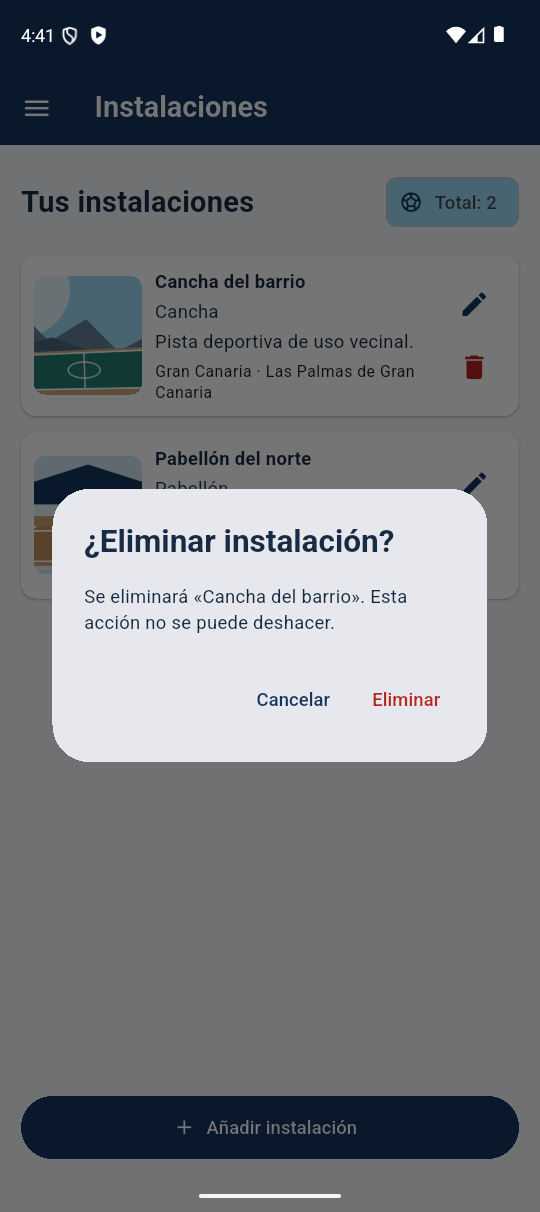 4:41
Instalaciones
Tus instalaciones
Total: 2
Cancha del barrio
Cancha
Pista deportiva de uso vecinal.
Gran Canaria · Las Palmas de Gran
Canaria
Pabellón del norte
Pabellón
¿Eliminar instalación?
Se eliminará «Cancha del barrio». Esta
acción no se puede deshacer.
Cancelar
Eliminar
Añadir instalación